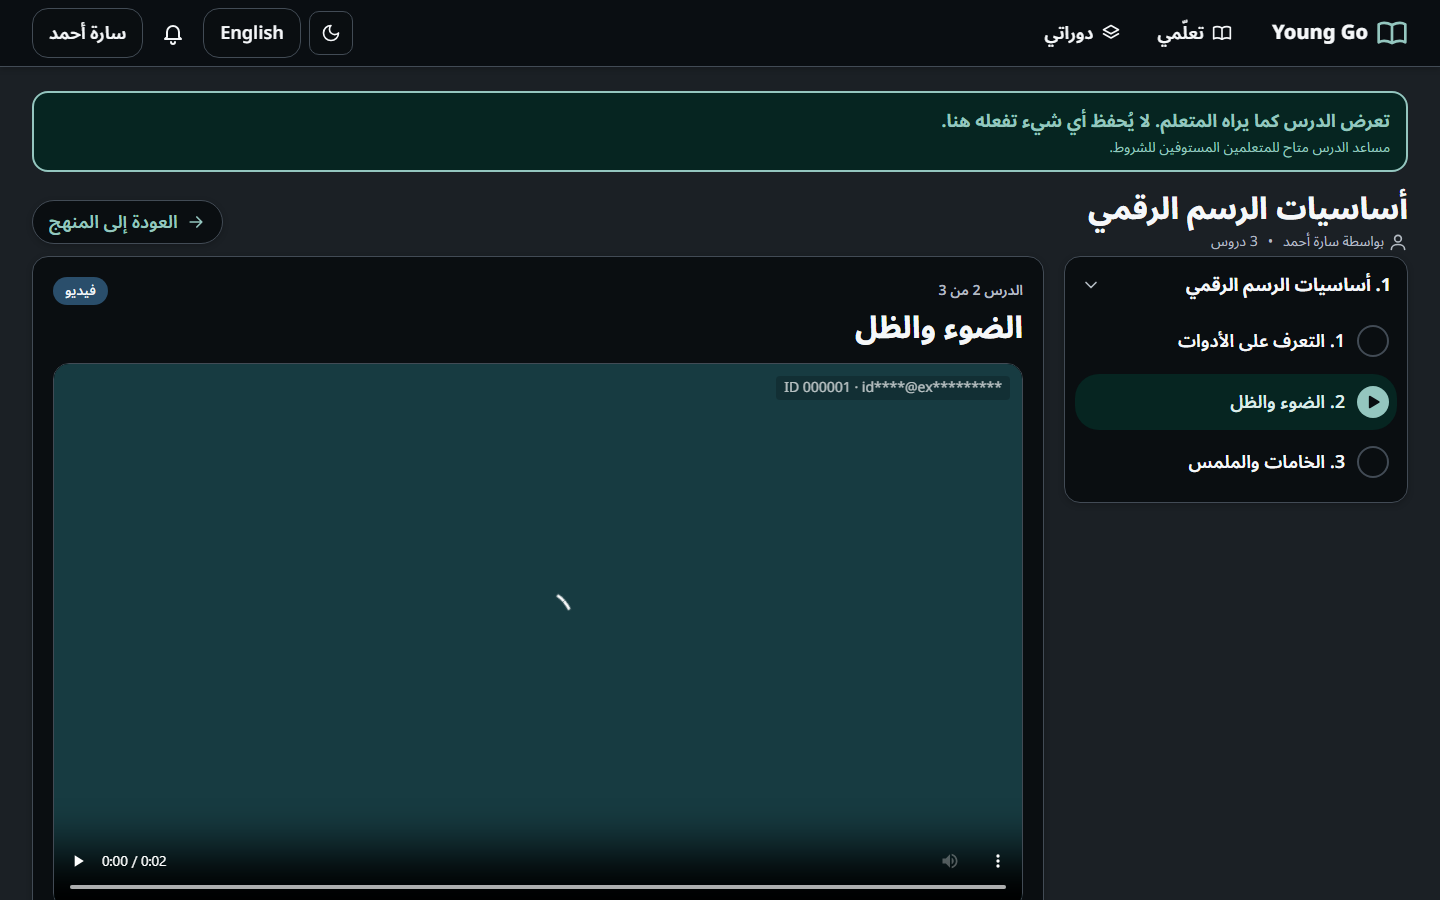 Young Go
تعلّمي
دوراتي
English
سارة أحمد
تعرض الدرس كما يراه المتعلم. لا يُحفظ أي شيء تفعله هنا.
مساعد الدرس متاح للمتعلمين المستوفين للشروط.
أساسيات الرسم الرقمي
بواسطة سارة أحمد • 3 دروس
العودة إلى المنهج
1. أساسيات الرسم الرقمي
1. التعرف على الأدوات
2. الضوء والظل
3. الخامات والملمس
الدرس 2 من 3
فيديو
الضوء والظل
ID 000001 · id****@ex*********
0:00 / 0:02